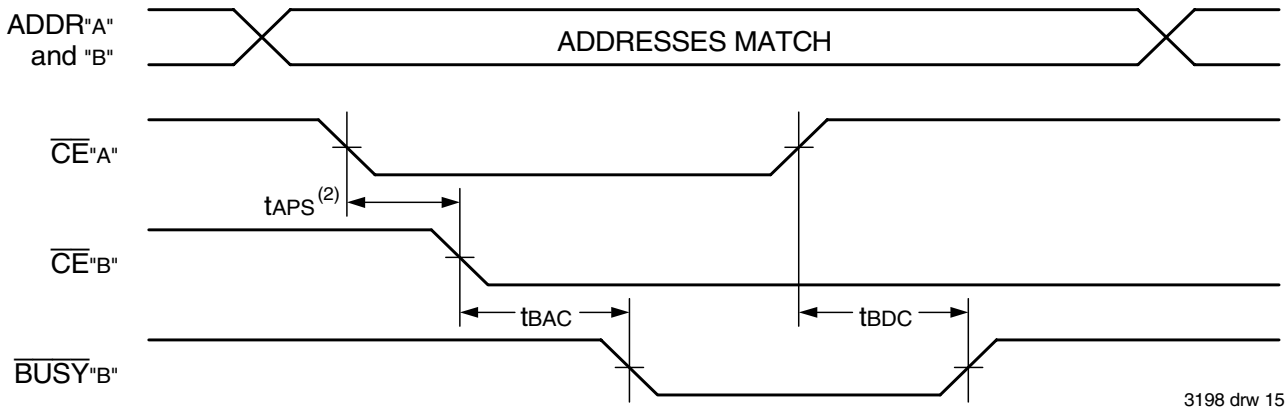 ADDR"A"
and "B"
ADDRESSES MATCH
CE"A"
tAPS(2)
CE"B"
tBAC
tBDC
BUSY"B"
3198 drw 15